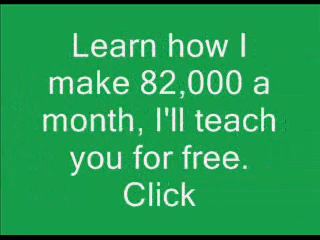 Learn how I
make 82,000 a
month, I'll teach
you for free.
Click